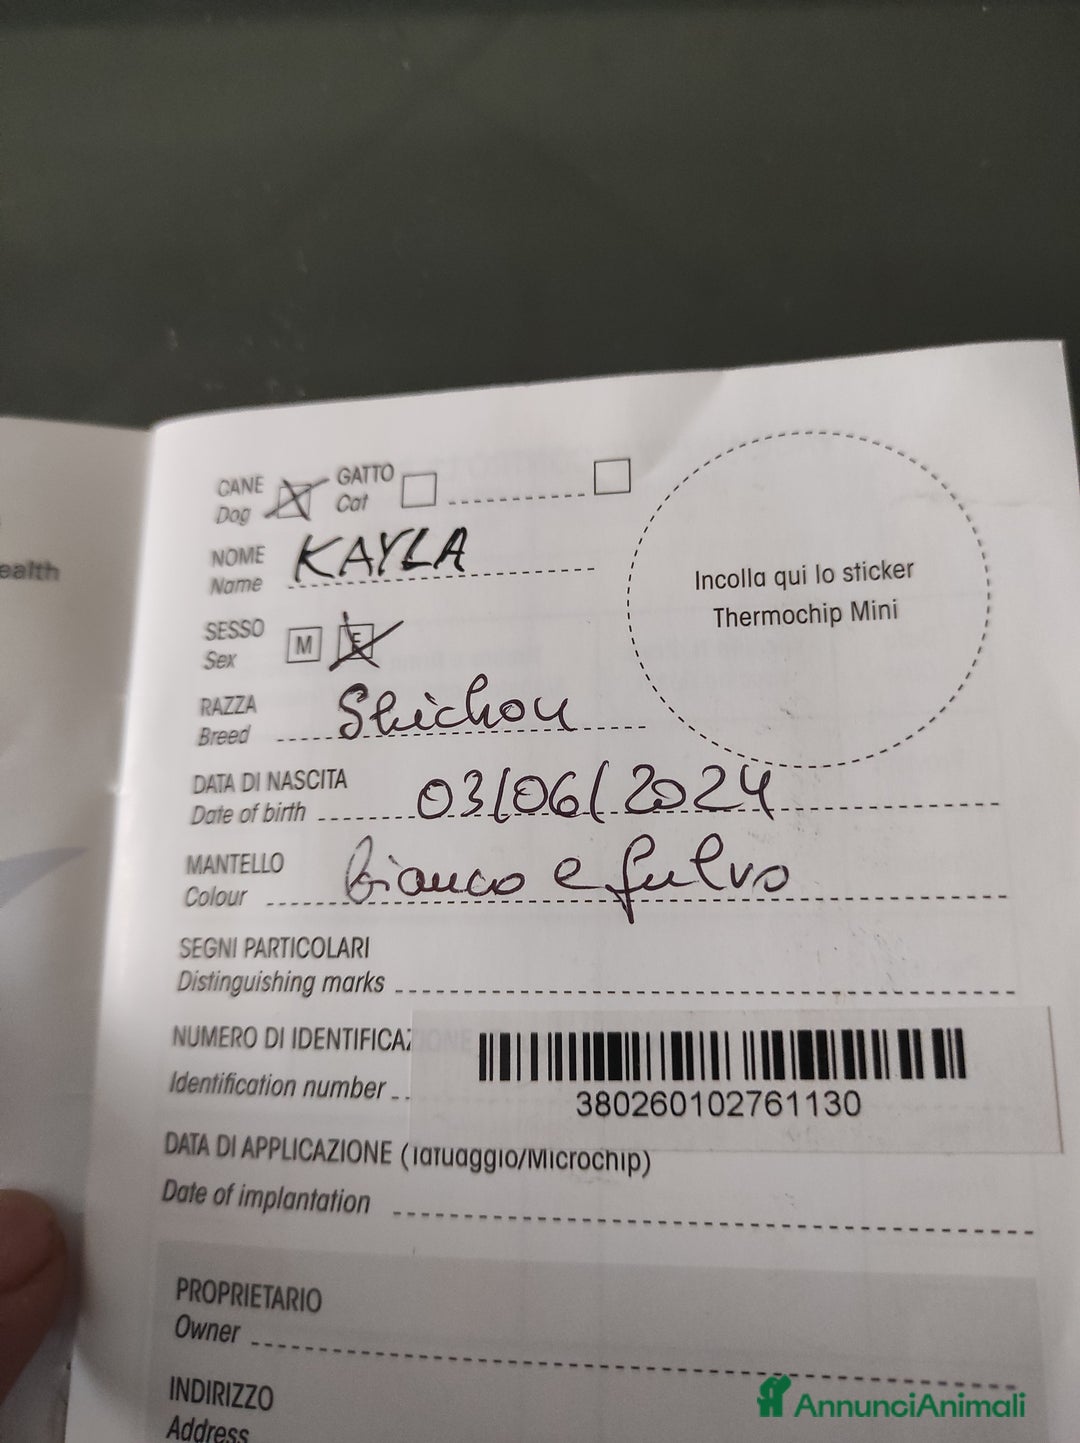 ealth
CANE GATTO
Dog Cat
NOME KAYLA
Name
Incolla qui lo sticker
Thermochip Mini
SESSO M F
Sex
RAZZA Shichon
Breed
DATA DI NASCITA 03/06/2024
Date of birth
MANTELLO bianco e fulvo
Colour
SEGNI PARTICOLARI
Distinguishing marks
NUMERO DI IDENTIFICAZIONE
Identification number
380260102761130
DATA DI APPLICAZIONE (Tatuaggio/Microchip)
Date of implantation
PROPRIETARIO
Owner
INDIRIZZO
Address
AnnunciAnimali